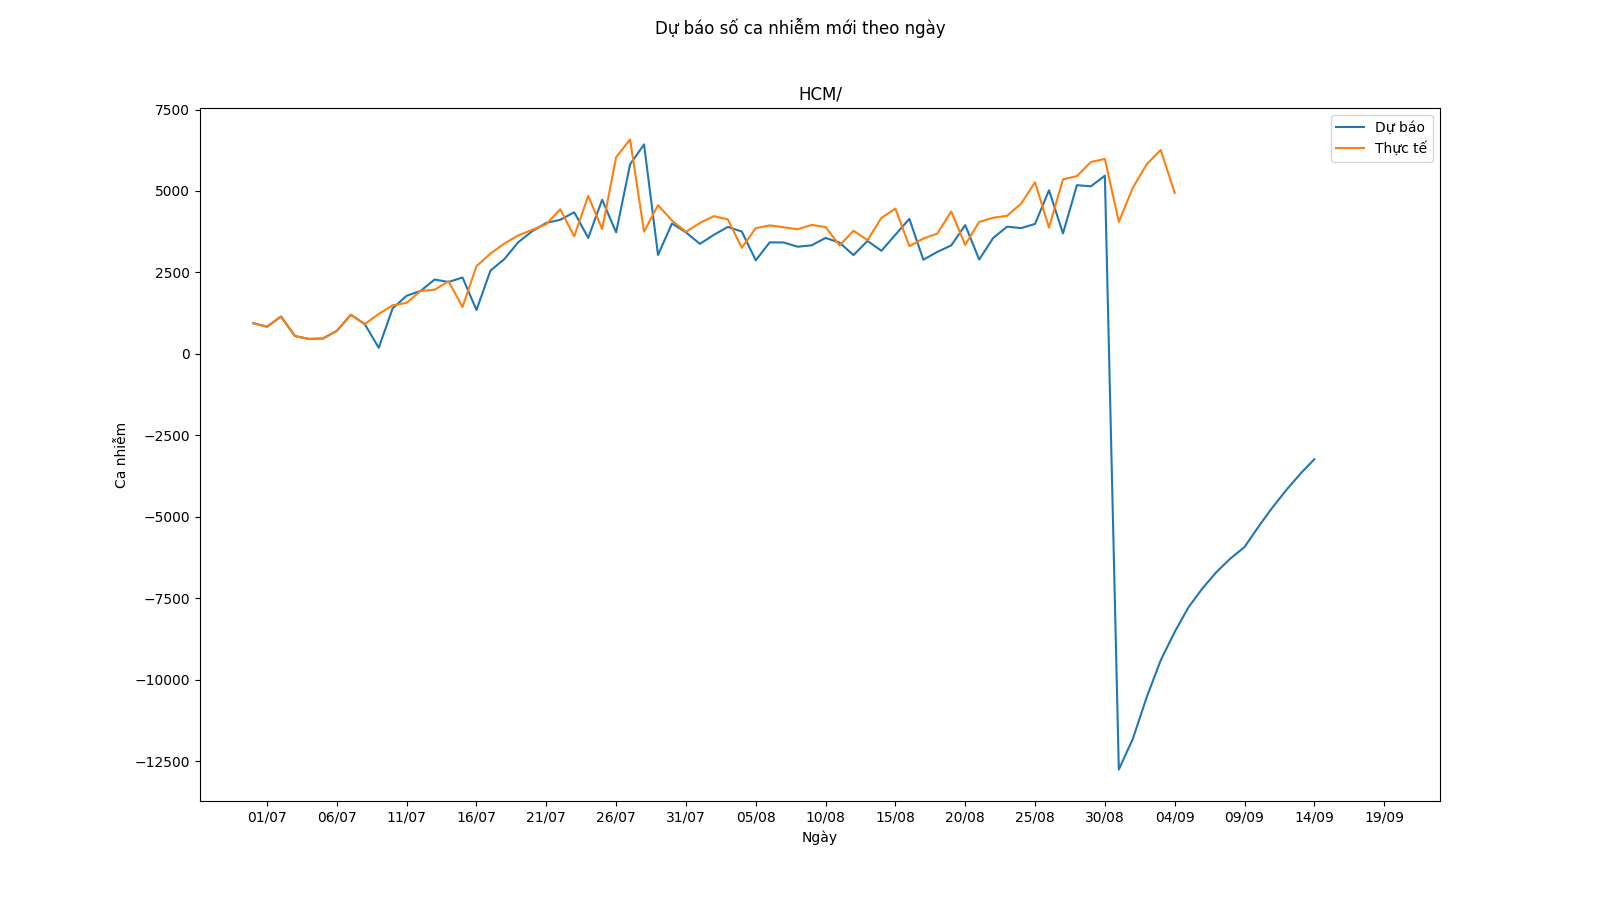 Dự báo số ca nhiễm mới theo ngày
HCM/
Dự báo
Thực tế
7500
5000
2500
0
−2500
−5000
−7500
−10000
−12500
Ca nhiễm
01/07 06/07 11/07 16/07 21/07 26/07 31/07 05/08 10/08 15/08 20/08 25/08 30/08 04/09 09/09 14/09 19/09
Ngày